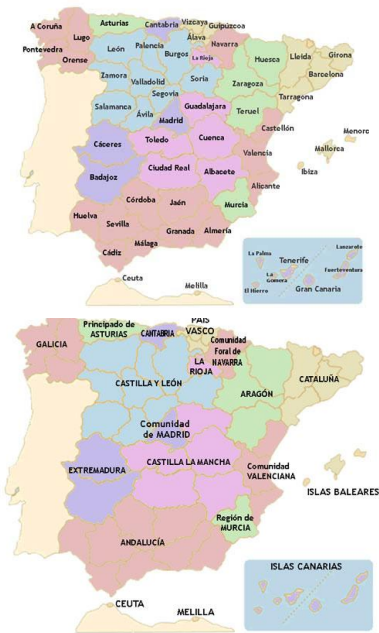 A Coruña
Lugo
Pontevedra
Orense
Asturias
Cantabria
Vizcaya
Guipúzcoa
Álava
Navarra
León
Palencia
Burgos
La Rioja
Huesca
Lleida
Girona
Barcelona
Zamora
Valladolid
Soria
Zaragoza
Tarragona
Segovia
Salamanca
Ávila
Madrid
Guadalajara
Teruel
Castellón
Cáceres
Toledo
Cuenca
Valencia
Menorc
Mallorca
Ibiza
Badajoz
Ciudad Real
Albacete
Alicante
Murcia
Córdoba
Jaén
Huelva
Sevilla
Granada
Almería
Málaga
Cádiz
Ceuta
Melilla
La Palma
Tenerife
Lanzarote
La
Gomera
Fuerteventura
El Hierro
Gran Canaria
PAIS
VASCO
Principado de
ASTURIAS
CANTABRIA
GALICIA
Comunidad
Foral de
NAVARRA
LA
RIOJA
CASTILLA Y LEÓN
ARAGÓN
CATALUÑA
Comunidad
de MADRID
EXTREMADURA
CASTILLA LA MANCHA
Comunidad
VALENCIANA
ISLAS BALEARES
Región de
MURCIA
ANDALUCÍA
ISLAS CANARIAS
CEUTA
MELILLA